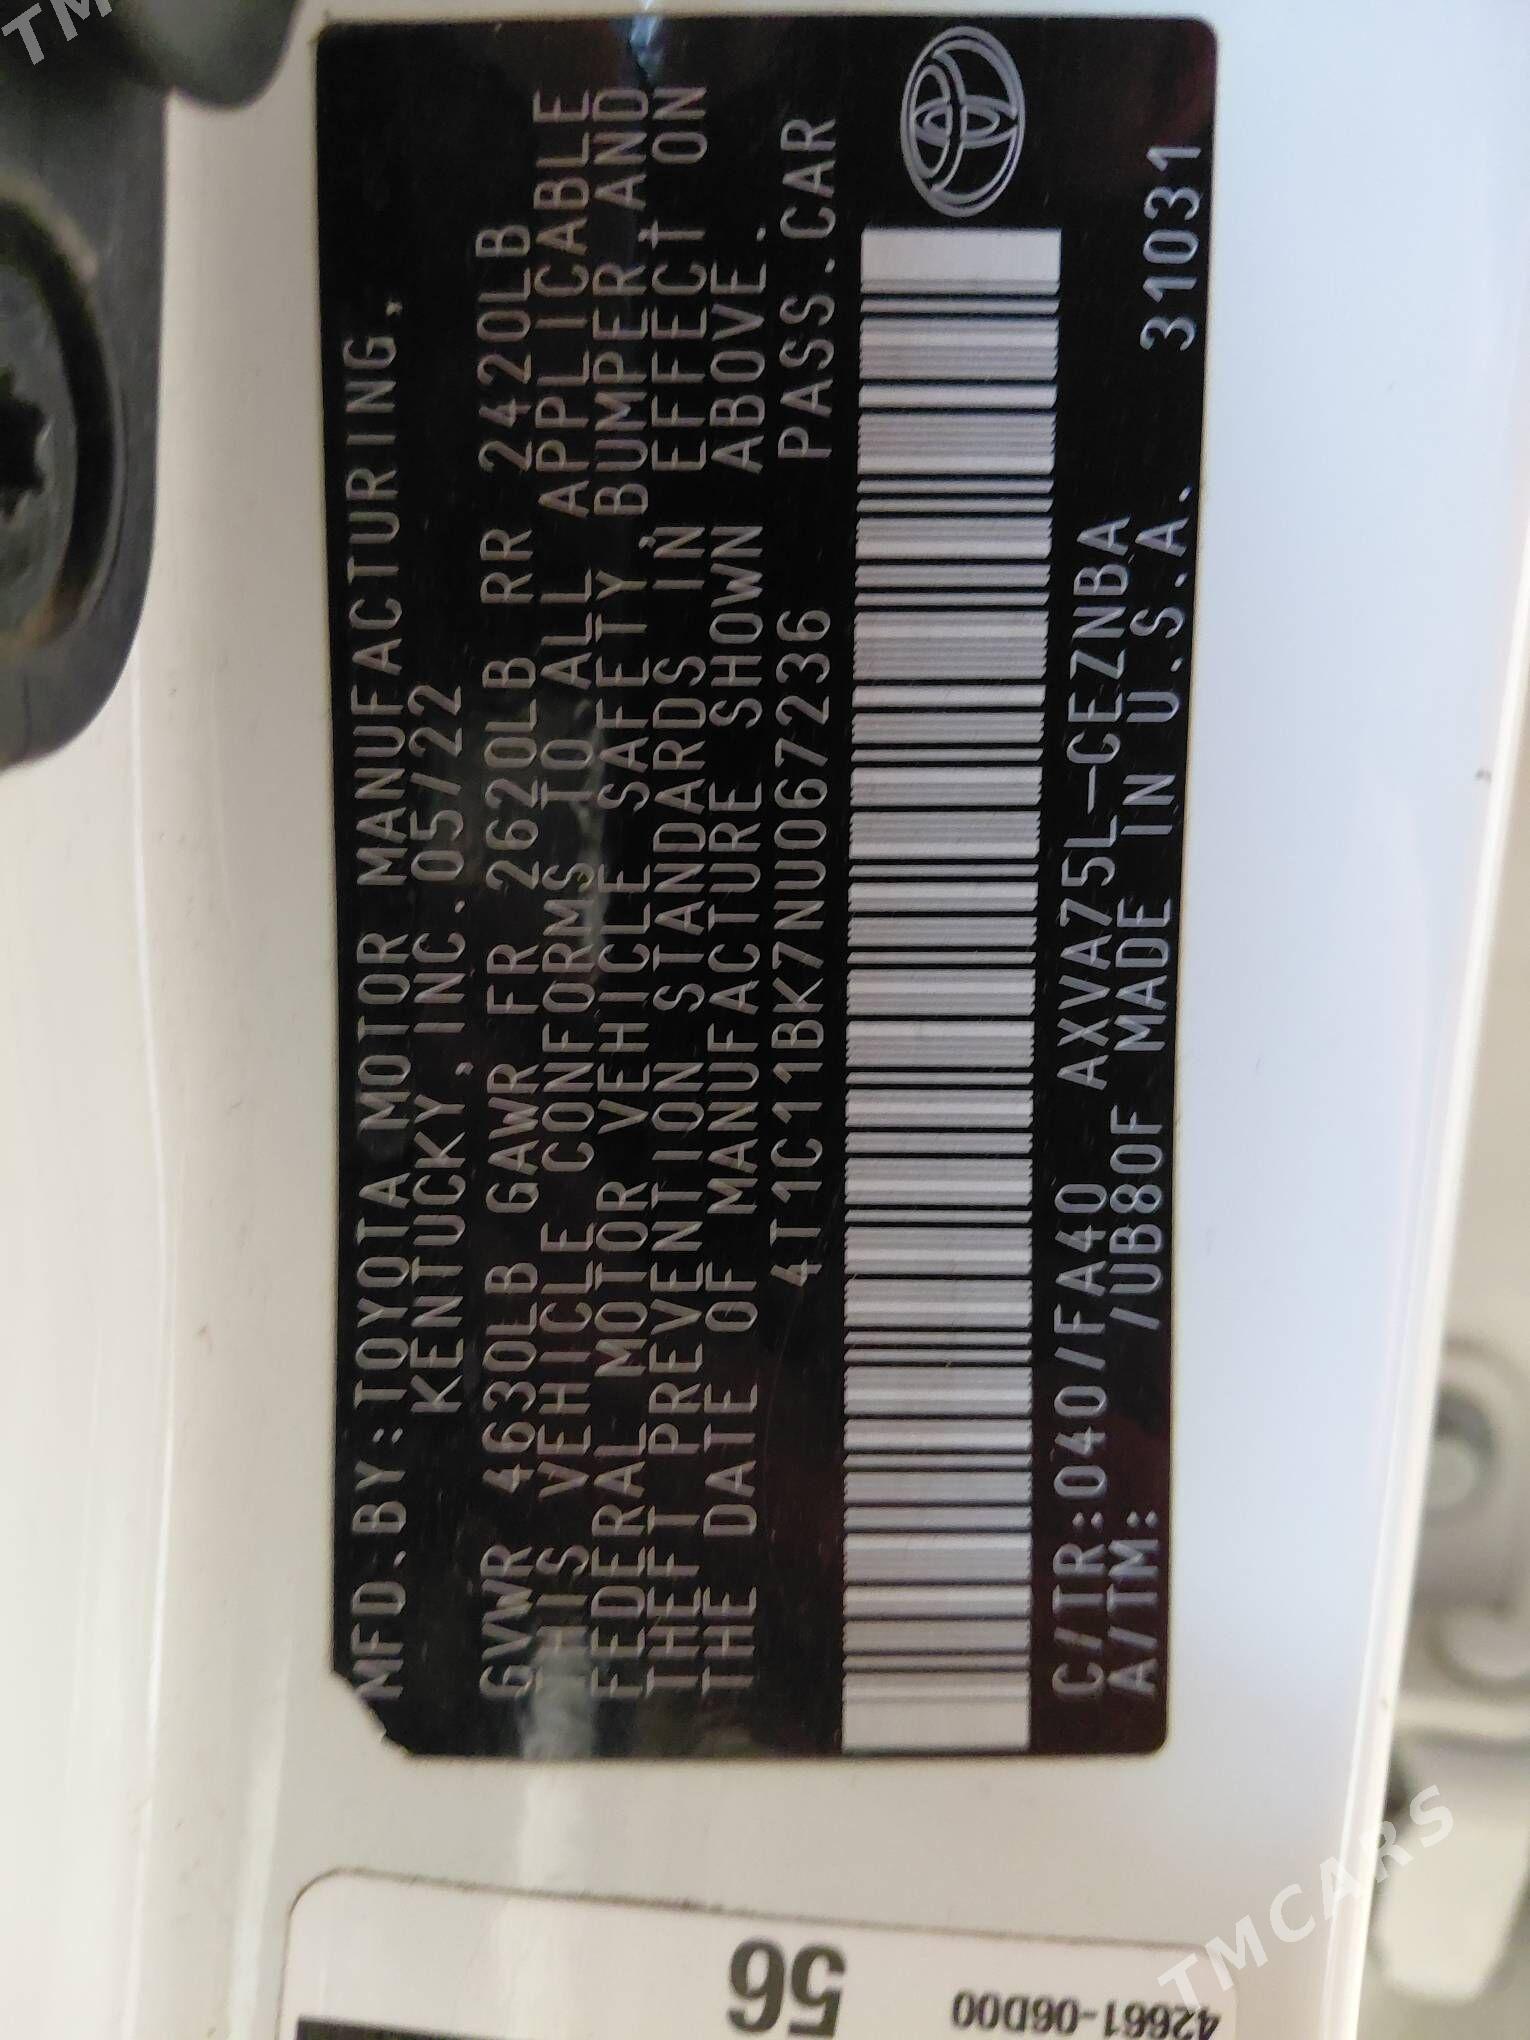 MFD.BY:TOYOTA MOTOR MANUFACTURING,
KENTUCKY,INC.05/22
GVWR 4630LB GAWR FR 2620LB RR 2420LB
THIS VEHICLE CONFORMS TO ALL APPLICABLE
FEDERAL MOTOR VEHICLE SAFETY BUMPER AND
THEFT PREVENTION STANDARDS IN EFFECT ON
THE DATE OF MANUFACTURE SHOWN ABOVE.
4T1C11BK7NU067236 PASS.CAR
C/TR:040/FA40 AXVA75L-CEZNBA
A/TM: /UB80F MADE IN U.S.A. 31031
56
42661-06D00
TMCARS
TM